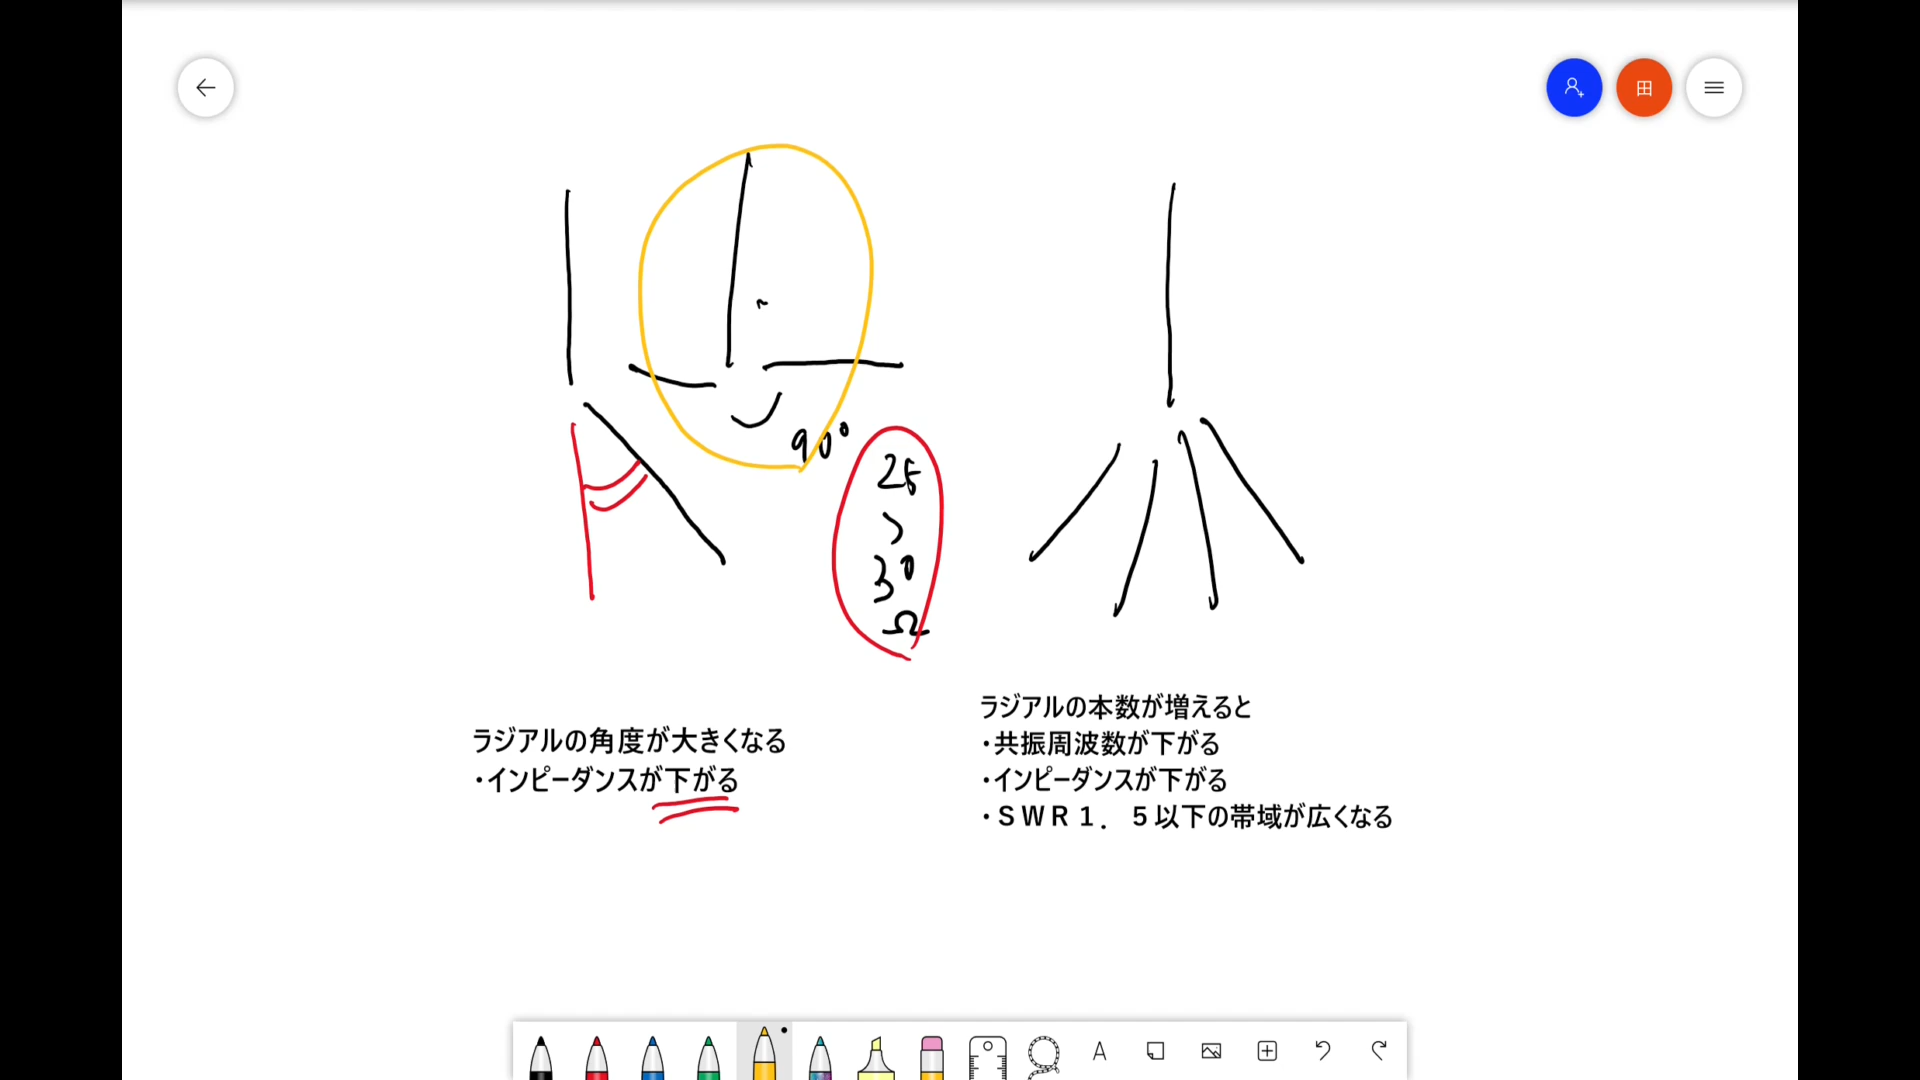 田
90°
25
>
30
Ω
ラジアルの角度が大きくなる
・インピーダンスが下がる
ラジアルの本数が増えると
・共振周波数が下がる
・インピーダンスが下がる
・ＳＷＲ１．５以下の帯域が広くなる
A